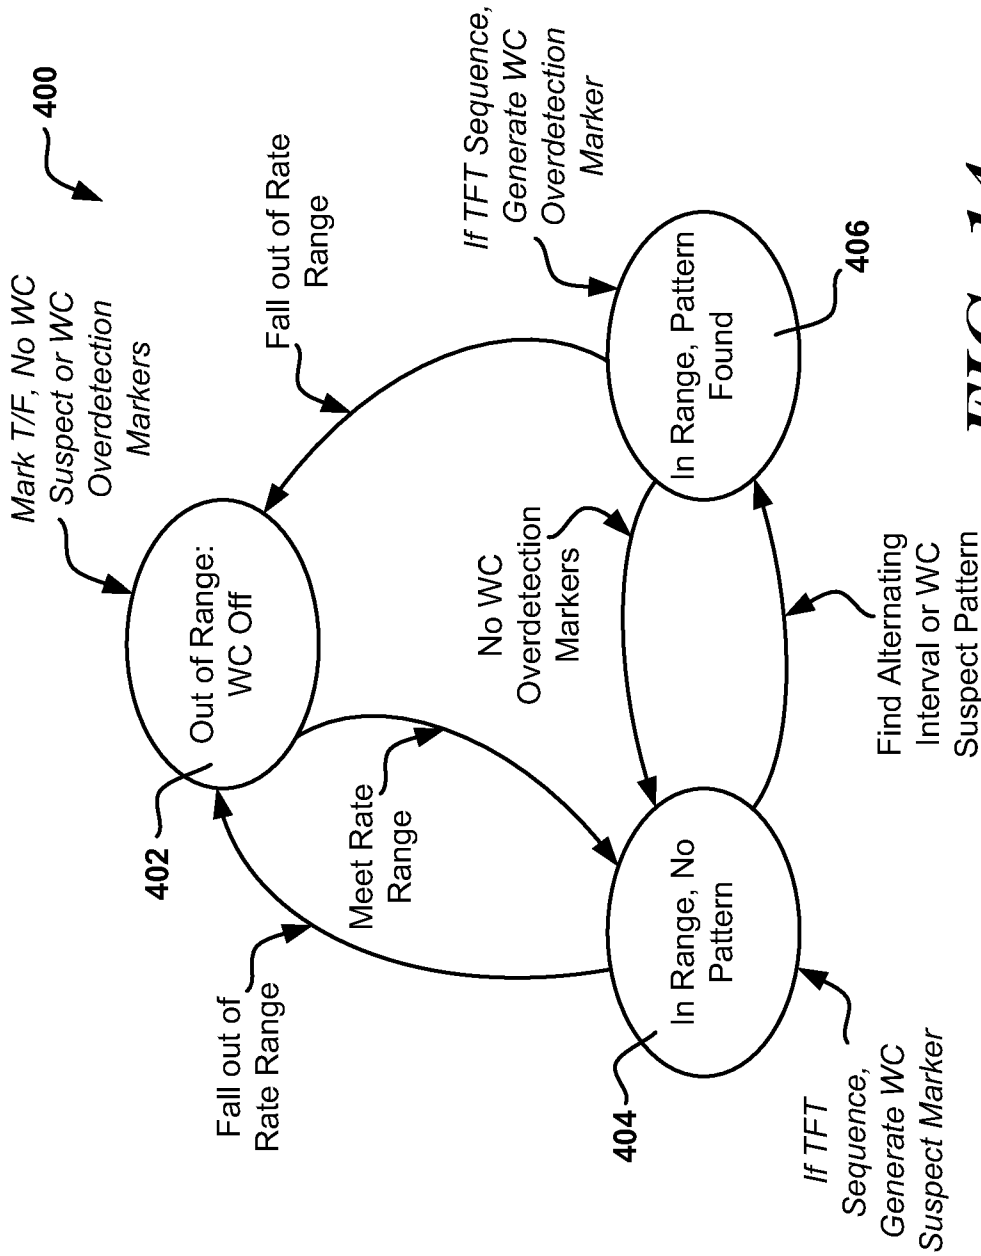 400
Mark T/F, No WC
Suspect or WC
Overdetection
Markers
402
Out of Range:
WC Off
Fall out of
Rate Range
Meet Rate
Range
Fall out of Rate
Range
404
In Range, No
Pattern
No WC
Overdetection
Markers
In Range, Pattern
Found
406
If TFT Sequence,
Generate WC
Overdetection
Marker
If TFT
Sequence,
Generate WC
Suspect Marker
Find Alternating
Interval or WC
Suspect Pattern